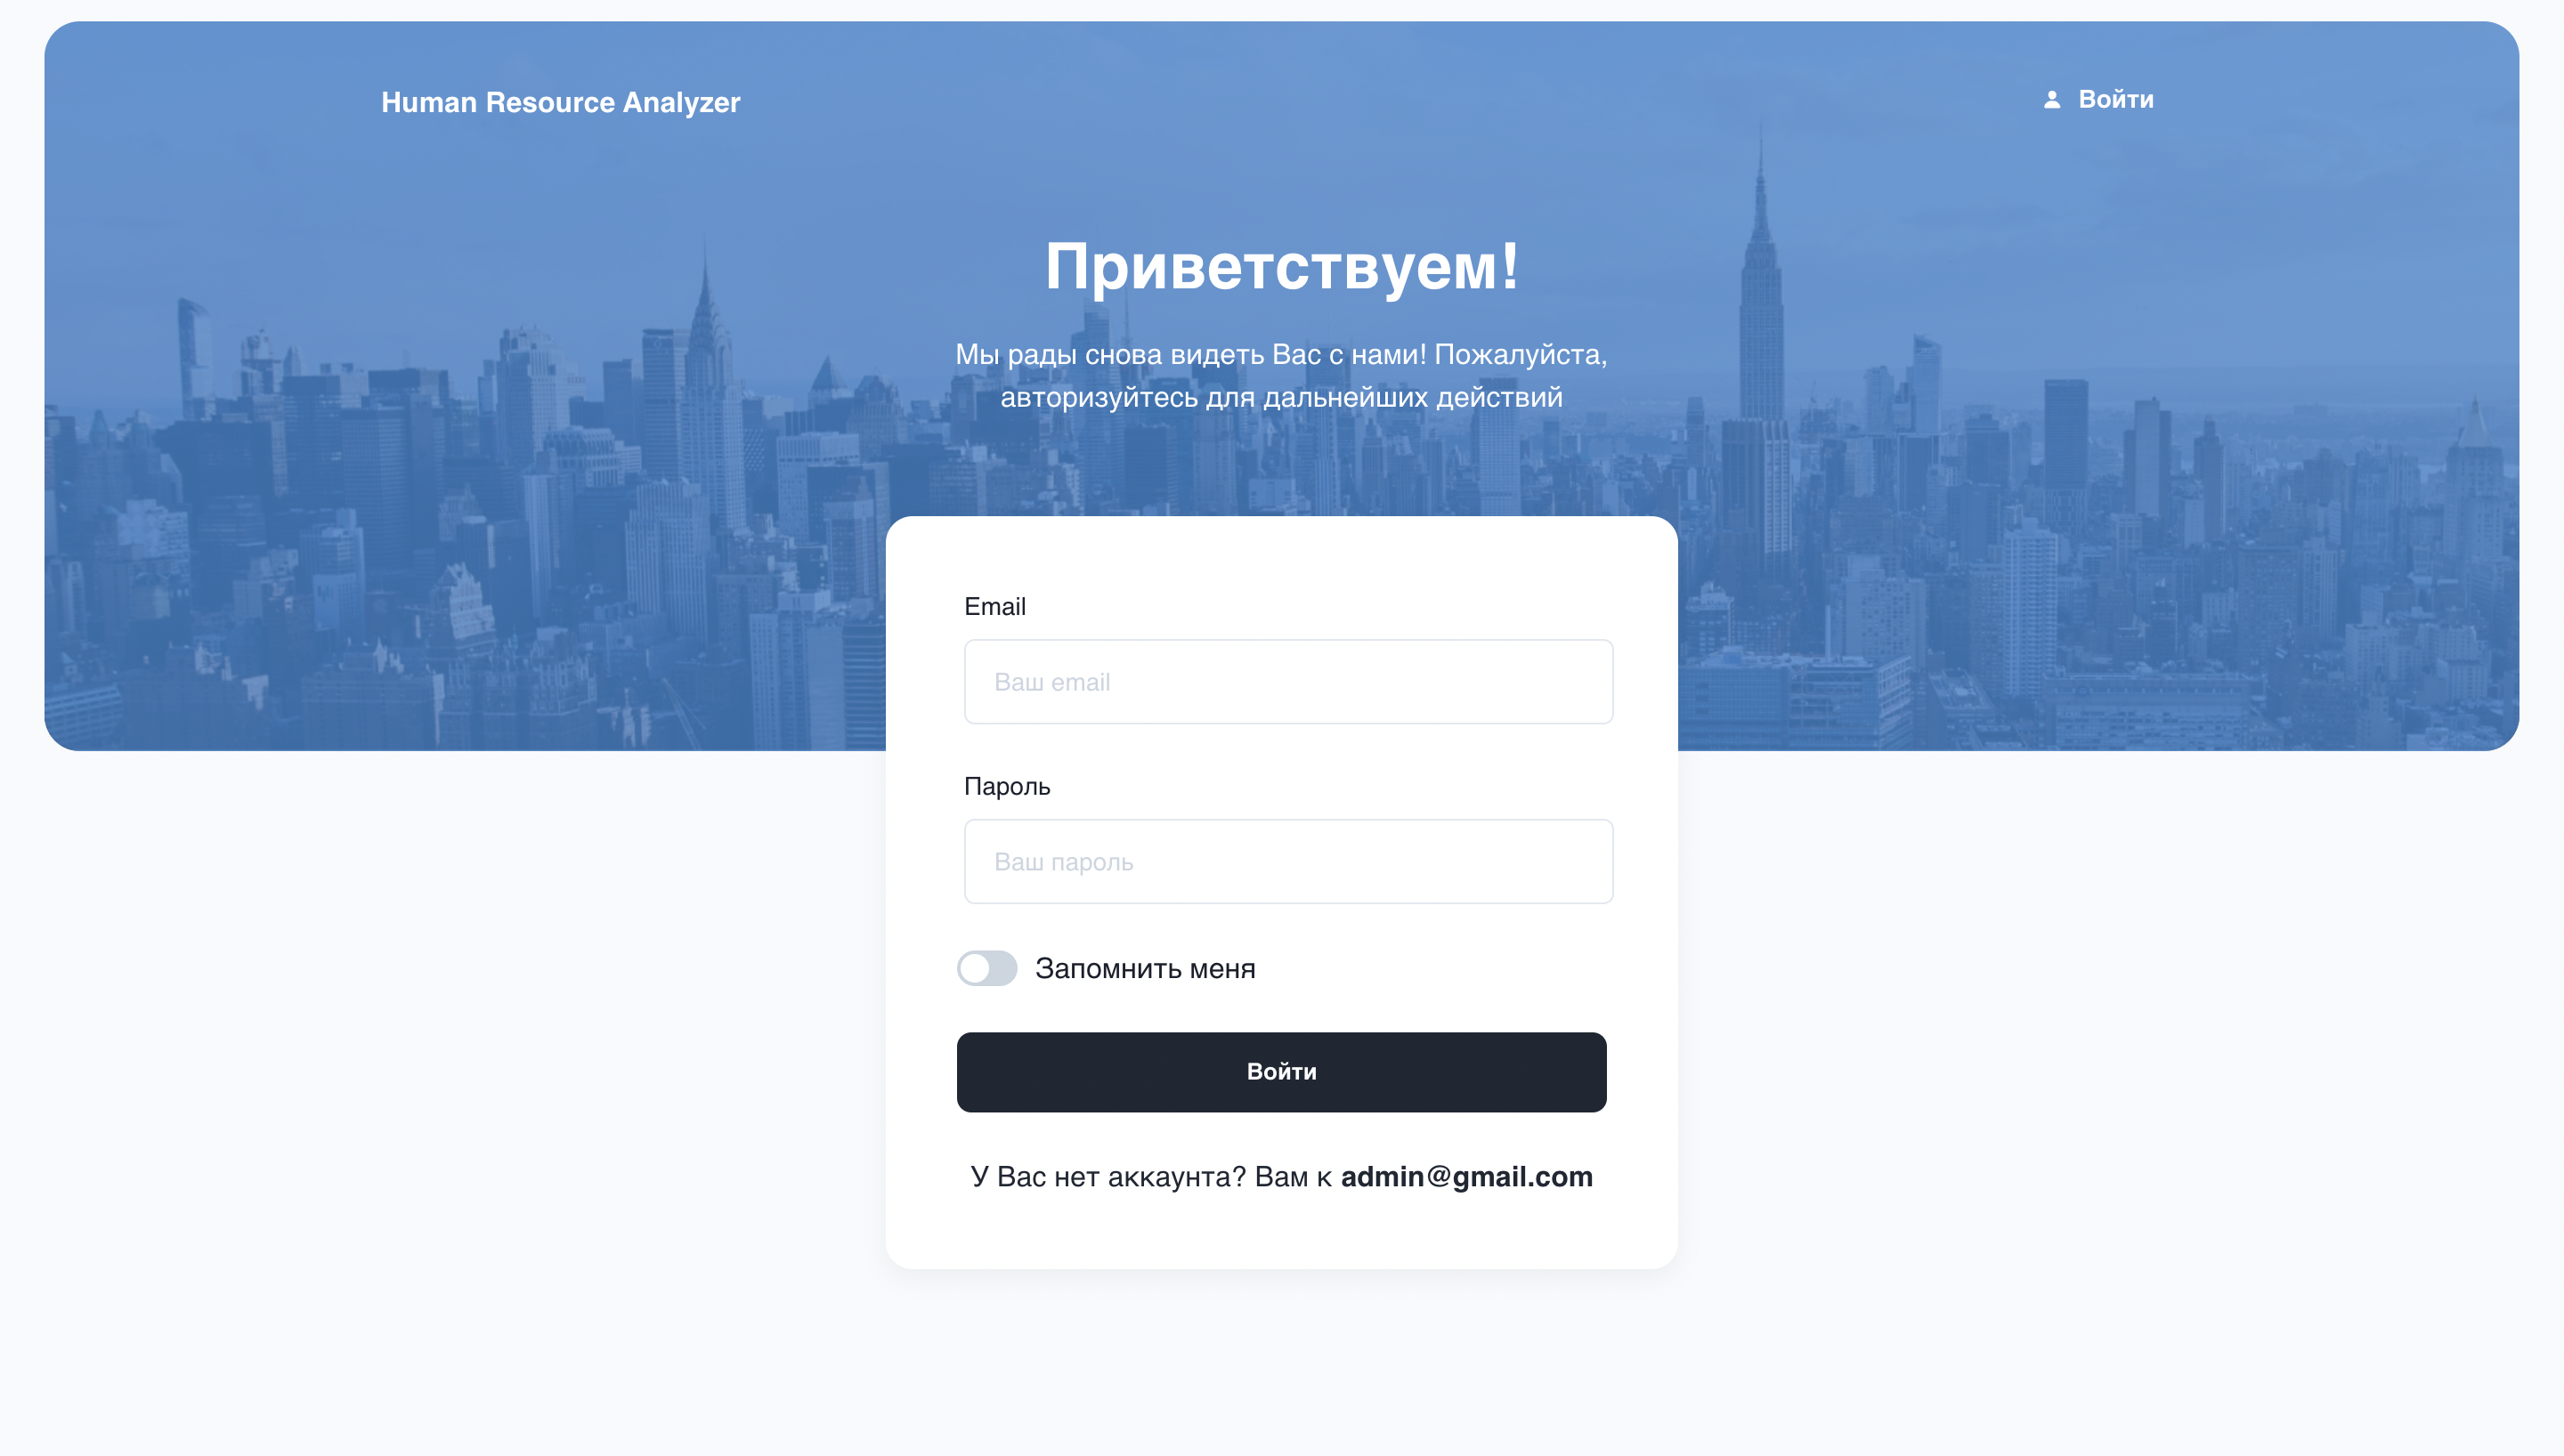 Human Resource Analyzer
Войти
Приветствуем!
Мы рады снова видеть Вас с нами! Пожалуйста,
авторизуйтесь для дальнейших действий
Email
Ваш email
Пароль
Ваш пароль
Запомнить меня
Войти
У Вас нет аккаунта? Вам к admin@gmail.com